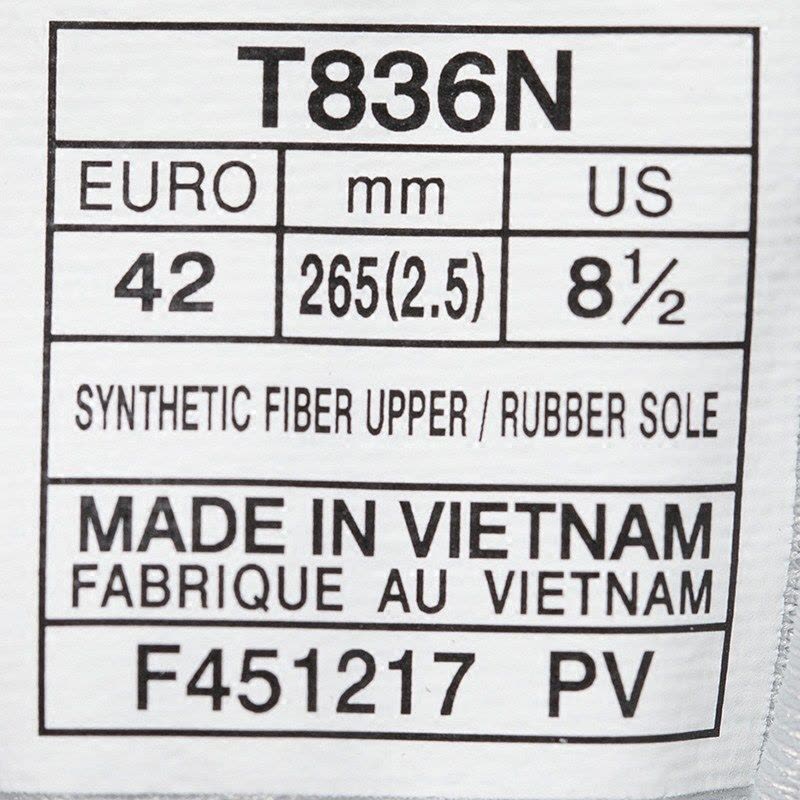 T836N
EURO mm US
42 265(2.5) 8½
SYNTHETIC FIBER UPPER / RUBBER SOLE
MADE IN VIETNAM
FABRIQUE AU VIETNAM
F451217 PV